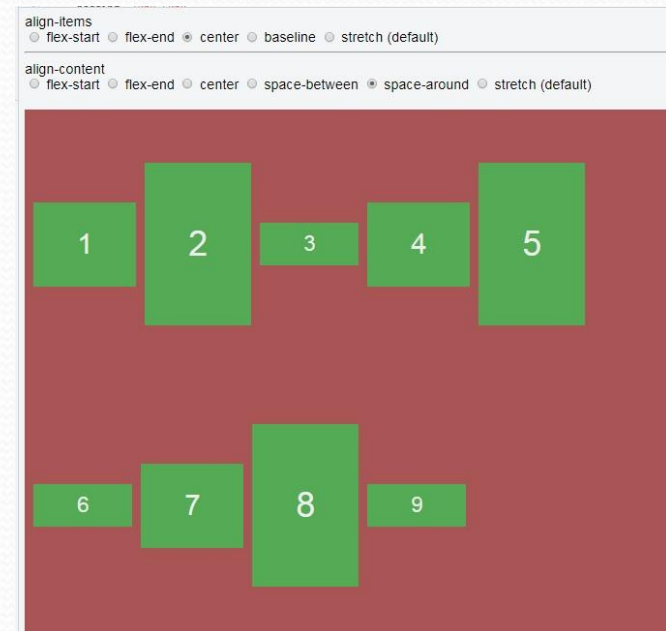 align-items
flex-start flex-end center baseline stretch (default)
align-content
flex-start flex-end center space-between space-around stretch (default)
1 2 3 4 5
6 7 8 9